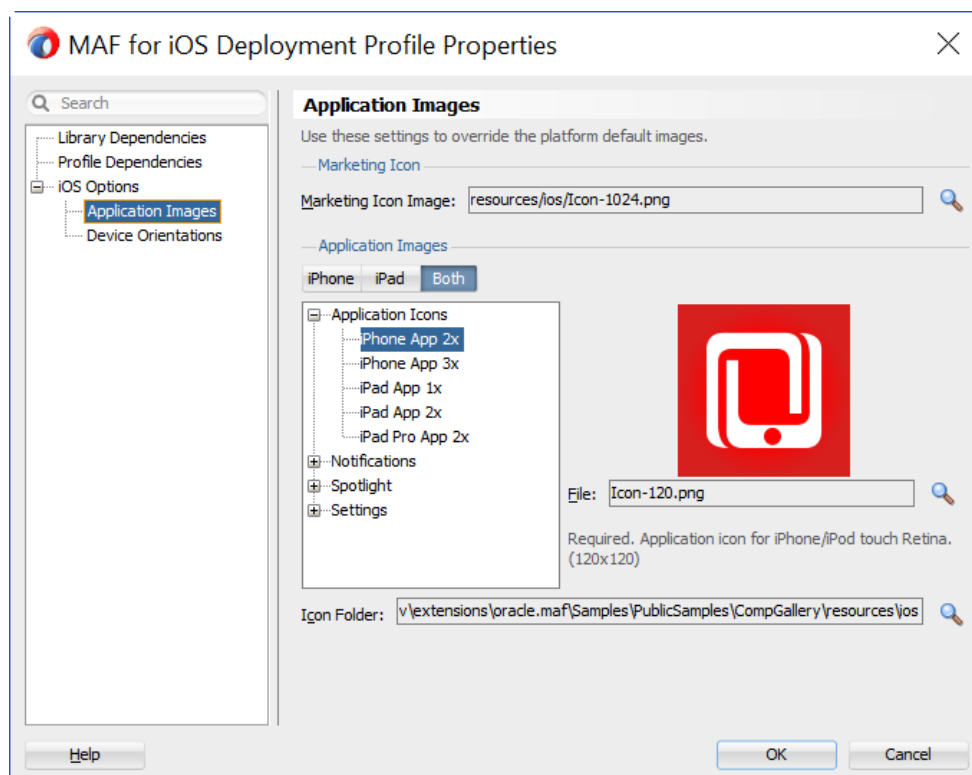 MAF for iOS Deployment Profile Properties
Search
Library Dependencies
Profile Dependencies
iOS Options
Application Images
Device Orientations
Application Images
Use these settings to override the platform default images.
Marketing Icon
Marketing Icon Image: resources/ios/Icon-1024.png
Application Images
iPhone iPad Both
Application Icons
iPhone App 2x
iPhone App 3x
iPad App 1x
iPad App 2x
iPad Pro App 2x
Notifications
Spotlight
Settings
File: Icon-120.png
Required. Application icon for iPhone/iPod touch Retina.
(120x120)
Icon Folder: v\extensions\oracle.maf\Samples\PublicSamples\CompGallery\resources\ios
Help OK Cancel